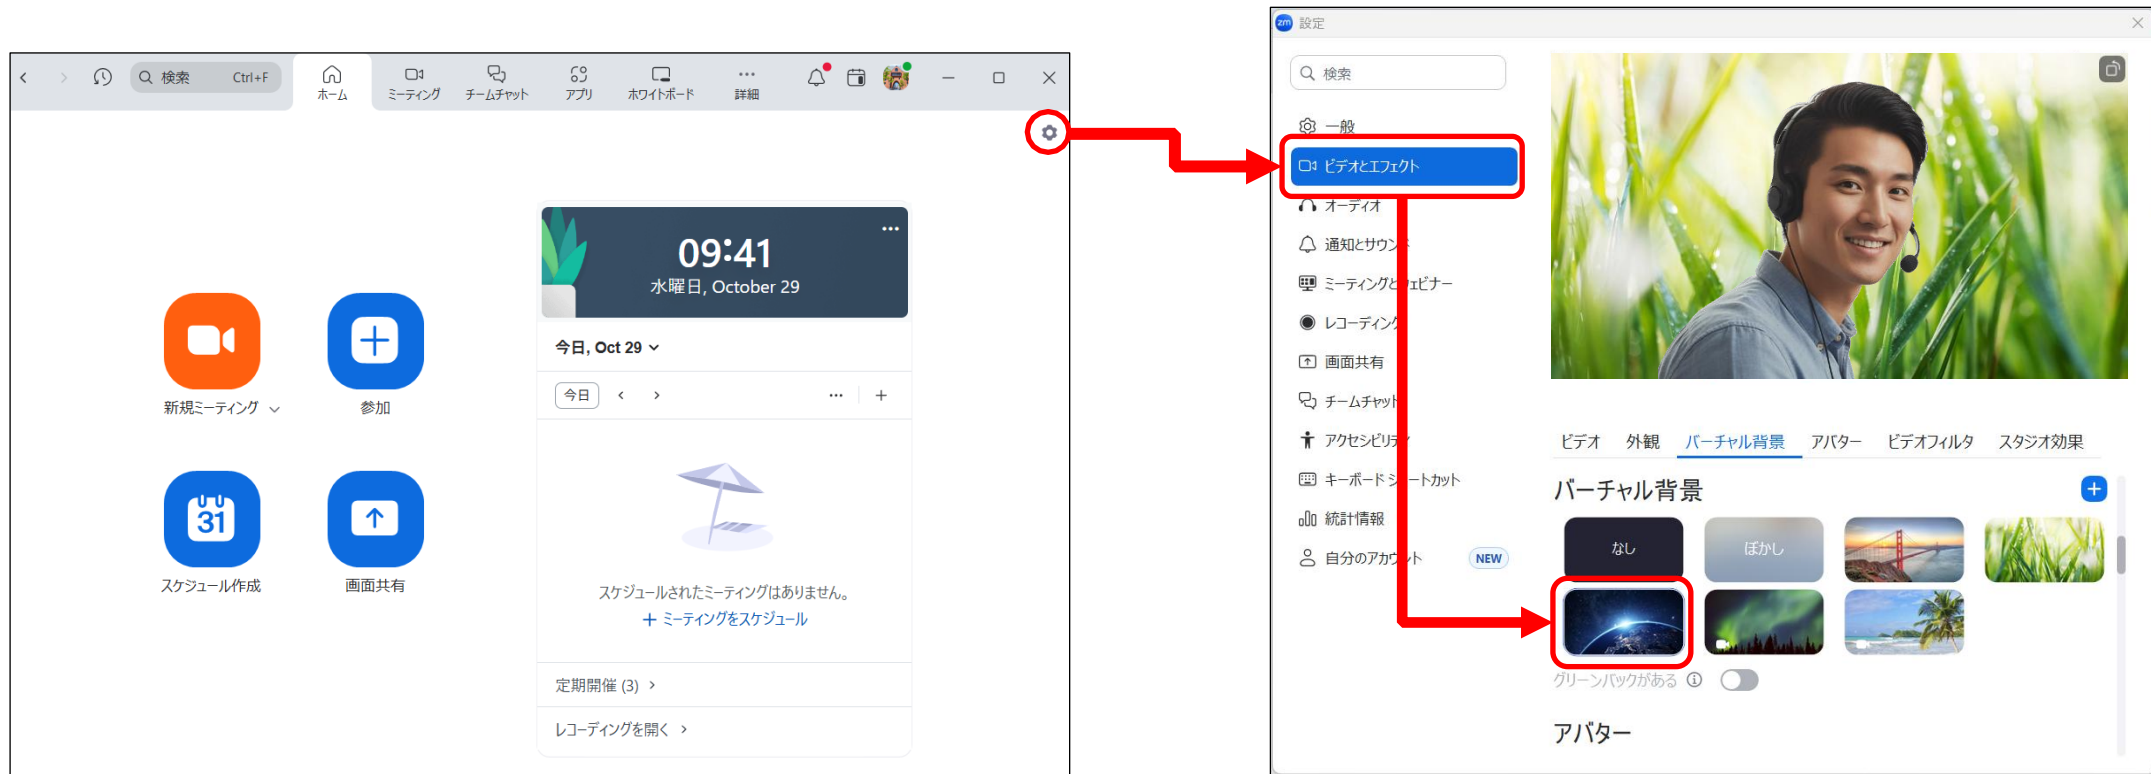 検索 Ctrl+F
ホーム
ミーティング
チームチャット
アプリ
ホワイトボード
詳細
新規ミーティング
参加
31
スケジュール作成
画面共有
09:41
水曜日, October 29
今日, Oct 29
今日
スケジュールされたミーティングはありません。
+ ミーティングをスケジュール
定期開催 (3)
レコーディングを開く
zm 設定
検索
一般
ビデオとエフェクト
オーディオ
通知とサウンド
ミーティングとウェビナー
レコーディング
画面共有
チームチャット
アクセシビリティ
キーボード ショートカット
統計情報
自分のアカウント NEW
ビデオ 外観 バーチャル背景 アバター ビデオフィルタ スタジオ効果
バーチャル背景
なし
ぼかし
グリーンバックがある
アバター